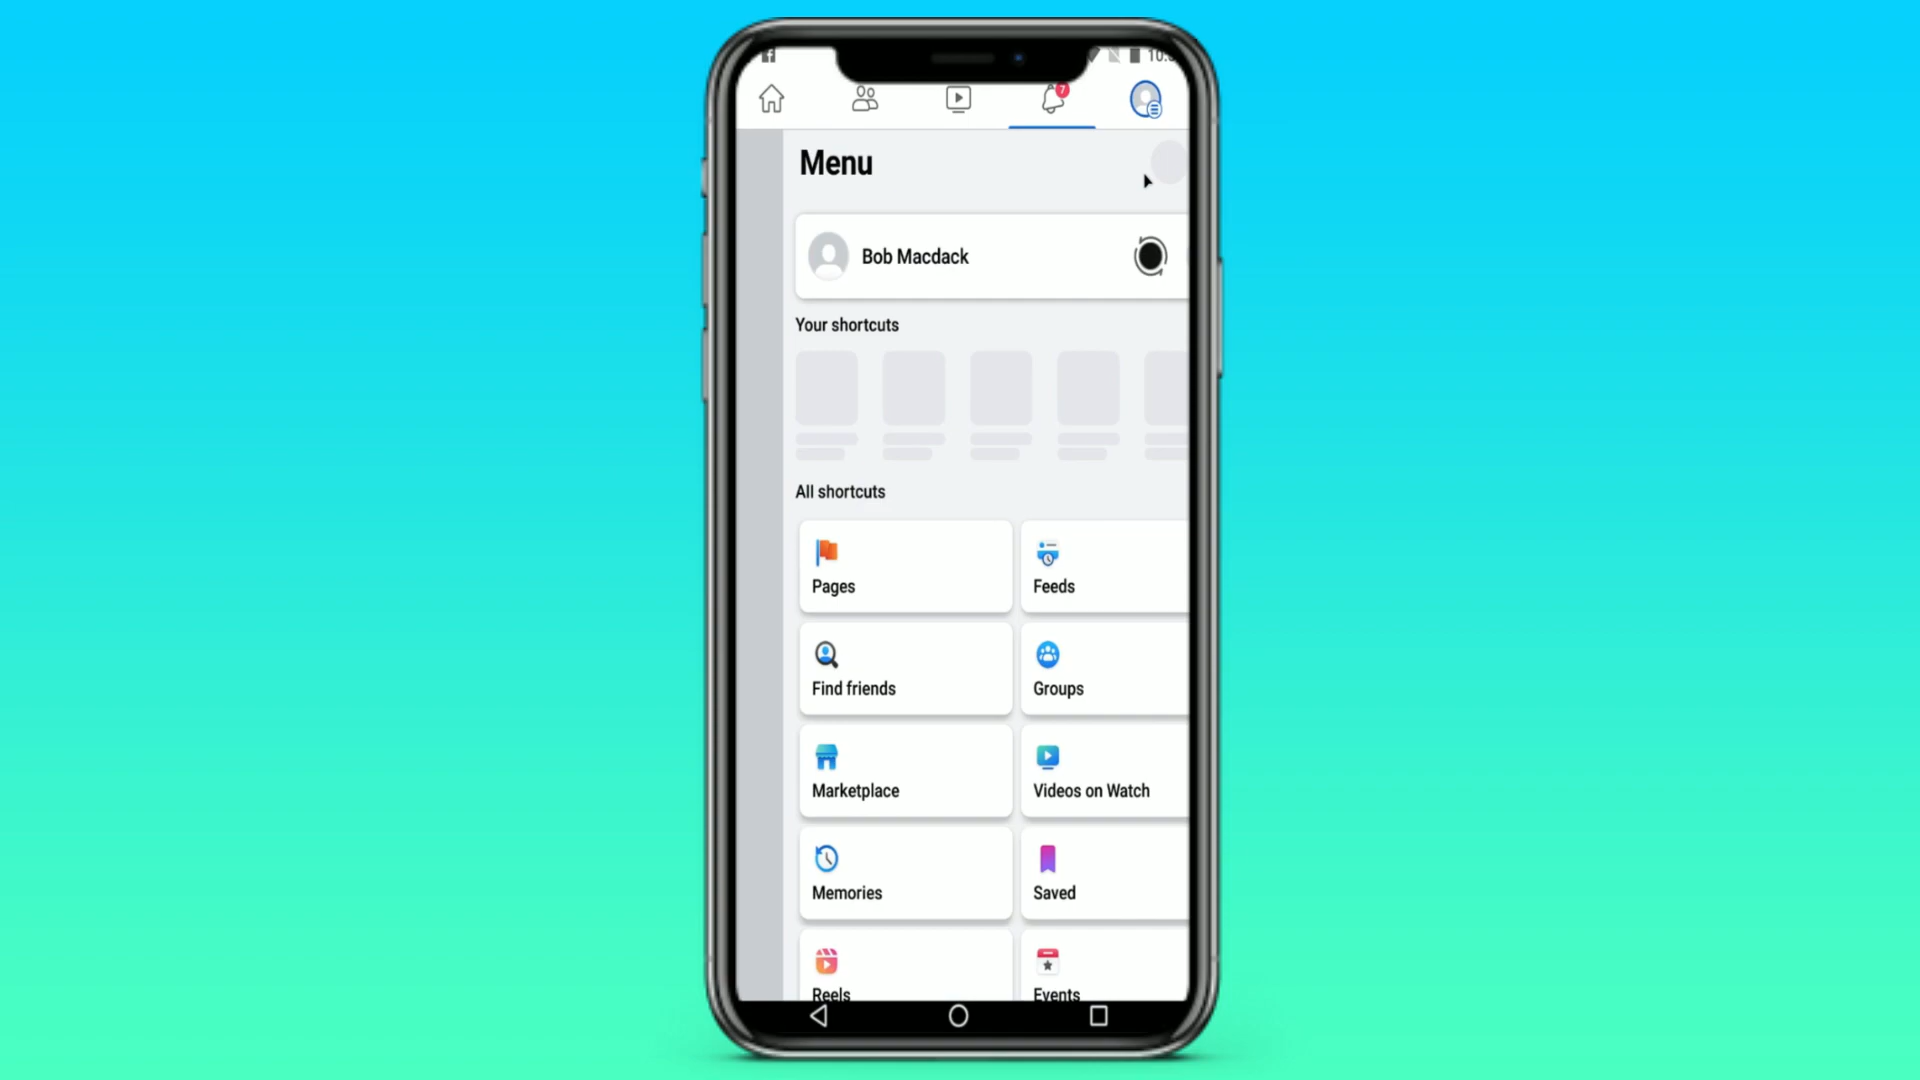 7
Menu
Bob Macdack
Your shortcuts
All shortcuts
Pages
Feeds
Find friends
Groups
Marketplace
Videos on Watch
Memories
Saved
Reels
Events